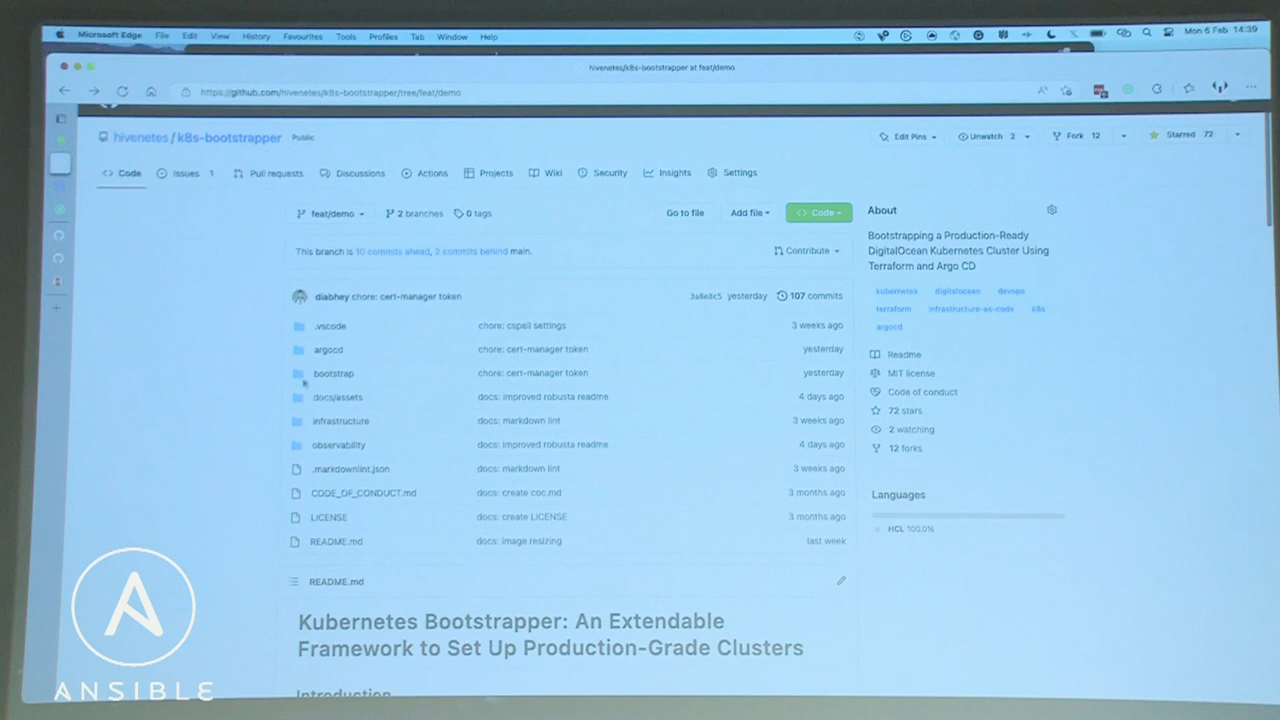 Microsoft Edge File Edit View History Favourites Tools Profiles Tab Window Help Mon 6 Feb 14:39
hivenetes/k8s-bootstrapper at feat/demo
https://github.com/hivenetes/k8s-bootstrapper/tree/feat/demo
hivenetes / k8s-bootstrapper Public Edit Pins Unwatch 2 Fork 12 Starred 72
<> Code Issues 1 Pull requests Discussions Actions Projects Wiki Security Insights Settings
feat/demo 2 branches 0 tags Go to file Add file <> Code
This branch is 10 commits ahead, 2 commits behind main. Contribute
diabhey chore: cert-manager token 3a8e8c5 yesterday 107 commits
.vscode chore: cspell settings 3 weeks ago
argocd chore: cert-manager token yesterday
bootstrap chore: cert-manager token yesterday
docs/assets docs: improved robusta readme 4 days ago
infrastructure docs: markdown lint 3 weeks ago
observability docs: improved robusta readme 4 days ago
.markdownlint.json docs: markdown lint 3 weeks ago
CODE_OF_CONDUCT.md docs: create coc.md 3 months ago
LICENSE docs: create LICENSE 3 months ago
README.md docs: image resizing last week
README.md
Kubernetes Bootstrapper: An Extendable
Framework to Set Up Production-Grade Clusters
Introduction
About
Bootstrapping a Production-Ready
DigitalOcean Kubernetes Cluster Using
Terraform and Argo CD
kubernetes digitalocean devops
terraform infrastructure-as-code k8s
argocd
Readme
MIT license
Code of conduct
72 stars
2 watching
12 forks
Languages
HCL 100.0%
ANSIBLE